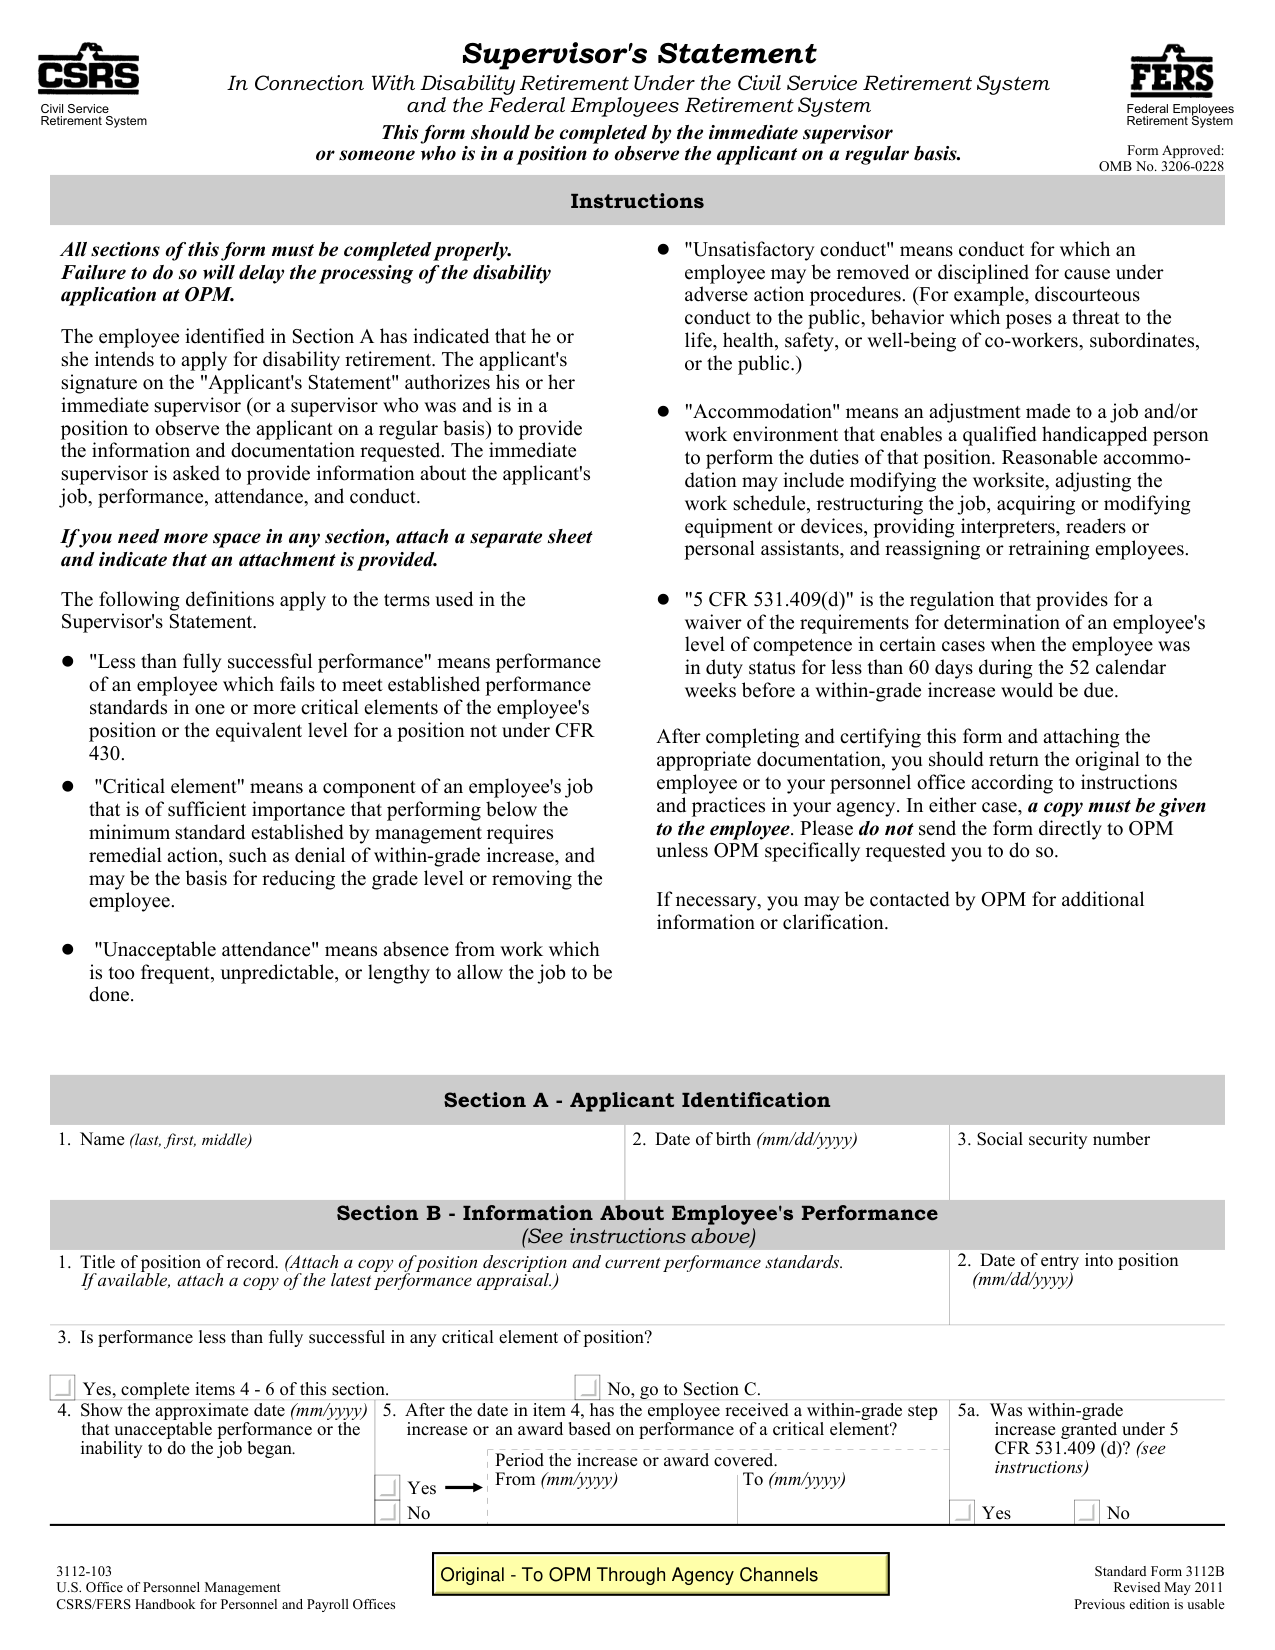 CSRS
Civil Service
Retirement System
Supervisor's Statement
In Connection With Disability Retirement Under the Civil Service Retirement System
and the Federal Employees Retirement System
This form should be completed by the immediate supervisor
or someone who is in a position to observe the applicant on a regular basis.
FERS
Federal Employees
Retirement System
Form Approved:
OMB No. 3206-0228
Instructions
All sections of this form must be completed properly.
Failure to do so will delay the processing of the disability
application at OPM.
The employee identified in Section A has indicated that he or
she intends to apply for disability retirement. The applicant's
signature on the "Applicant's Statement" authorizes his or her
immediate supervisor (or a supervisor who was and is in a
position to observe the applicant on a regular basis) to provide
the information and documentation requested. The immediate
supervisor is asked to provide information about the applicant's
job, performance, attendance, and conduct.
If you need more space in any section, attach a separate sheet
and indicate that an attachment is provided.
The following definitions apply to the terms used in the
Supervisor's Statement.
● "Less than fully successful performance" means performance
of an employee which fails to meet established performance
standards in one or more critical elements of the employee's
position or the equivalent level for a position not under CFR
430.
● "Critical element" means a component of an employee's job
that is of sufficient importance that performing below the
minimum standard established by management requires
remedial action, such as denial of within-grade increase, and
may be the basis for reducing the grade level or removing the
employee.
● "Unacceptable attendance" means absence from work which
is too frequent, unpredictable, or lengthy to allow the job to be
done.
● "Unsatisfactory conduct" means conduct for which an
employee may be removed or disciplined for cause under
adverse action procedures. (For example, discourteous
conduct to the public, behavior which poses a threat to the
life, health, safety, or well-being of co-workers, subordinates,
or the public.)
● "Accommodation" means an adjustment made to a job and/or
work environment that enables a qualified handicapped person
to perform the duties of that position. Reasonable accommo-
dation may include modifying the worksite, adjusting the
work schedule, restructuring the job, acquiring or modifying
equipment or devices, providing interpreters, readers or
personal assistants, and reassigning or retraining employees.
● "5 CFR 531.409(d)" is the regulation that provides for a
waiver of the requirements for determination of an employee's
level of competence in certain cases when the employee was
in duty status for less than 60 days during the 52 calendar
weeks before a within-grade increase would be due.
After completing and certifying this form and attaching the
appropriate documentation, you should return the original to the
employee or to your personnel office according to instructions
and practices in your agency. In either case, a copy must be given
to the employee. Please do not send the form directly to OPM
unless OPM specifically requested you to do so.
If necessary, you may be contacted by OPM for additional
information or clarification.
Section A - Applicant Identification
1. Name (last, first, middle)
2. Date of birth (mm/dd/yyyy)
3. Social security number
Section B - Information About Employee's Performance
(See instructions above)
1. Title of position of record. (Attach a copy of position description and current performance standards.
If available, attach a copy of the latest performance appraisal.)
2. Date of entry into position
(mm/dd/yyyy)
3. Is performance less than fully successful in any critical element of position?
Yes, complete items 4 - 6 of this section.
No, go to Section C.
4. Show the approximate date (mm/yyyy)
that unacceptable performance or the
inability to do the job began.
5. After the date in item 4, has the employee received a within-grade step
increase or an award based on performance of a critical element?
Period the increase or award covered.
From (mm/yyyy)
To (mm/yyyy)
Yes
No
5a. Was within-grade
increase granted under 5
CFR 531.409 (d)? (see
instructions)
Yes
No
3112-103
U.S. Office of Personnel Management
CSRS/FERS Handbook for Personnel and Payroll Offices
Original - To OPM Through Agency Channels
Standard Form 3112B
Revised May 2011
Previous edition is usable